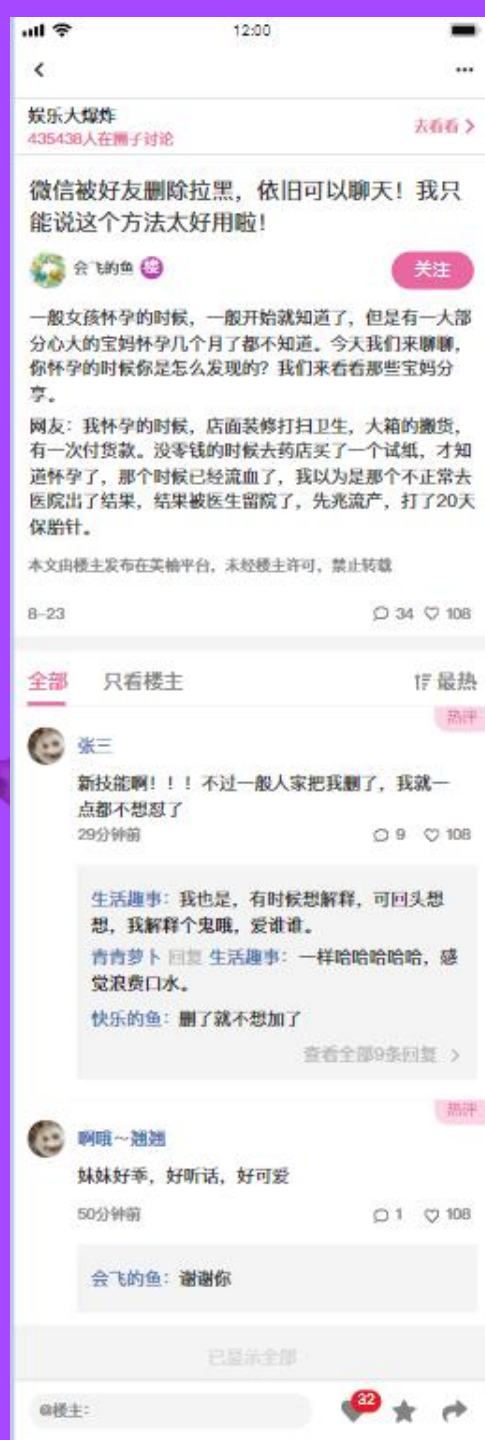 12:00
娱乐大爆炸
435438人在圈子讨论
去看看
微信被好友删除拉黑，依旧可以聊天！我只
能说这个方法太好用啦！
会飞的鱼 楼
关注
一般女孩怀孕的时候，一般开始就知道了，但是有一大部
分心大的宝妈怀孕几个月了都不知道。今天我们来聊聊，
你怀孕的时候你是怎么发现的？我们来看看那些宝妈分
享。
网友：我怀孕的时候，店面装修打扫卫生，大箱的搬货，
有一次付货款。没零钱的时候去药店买了一个试纸，才知
道怀孕了，那个时候已经流血了，我以为是那个不正常去
医院出了结果，结果被医生留院了，先兆流产，打了20天
保胎针。
本文由楼主发布在美柚平台，未经楼主许可，禁止转载
8-23
34 108
全部 只看楼主 最热
热评
张三
新技能啊！！！不过一般人家把我删了，我就一
点都不想怼了
29分钟前 9 108
生活趣事：我也是，有时候想解释，可回头想
想，我解释个鬼哦，爱谁谁。
青青萝卜 回复 生活趣事：一样哈哈哈哈哈，感
觉浪费口水。
快乐的鱼：删了就不想加了
查看全部9条回复
热评
啊哦～翘翘
妹妹好乖，好听话，好可爱
50分钟前 1 108
会飞的鱼：谢谢你
已显示全部
@楼主：
32